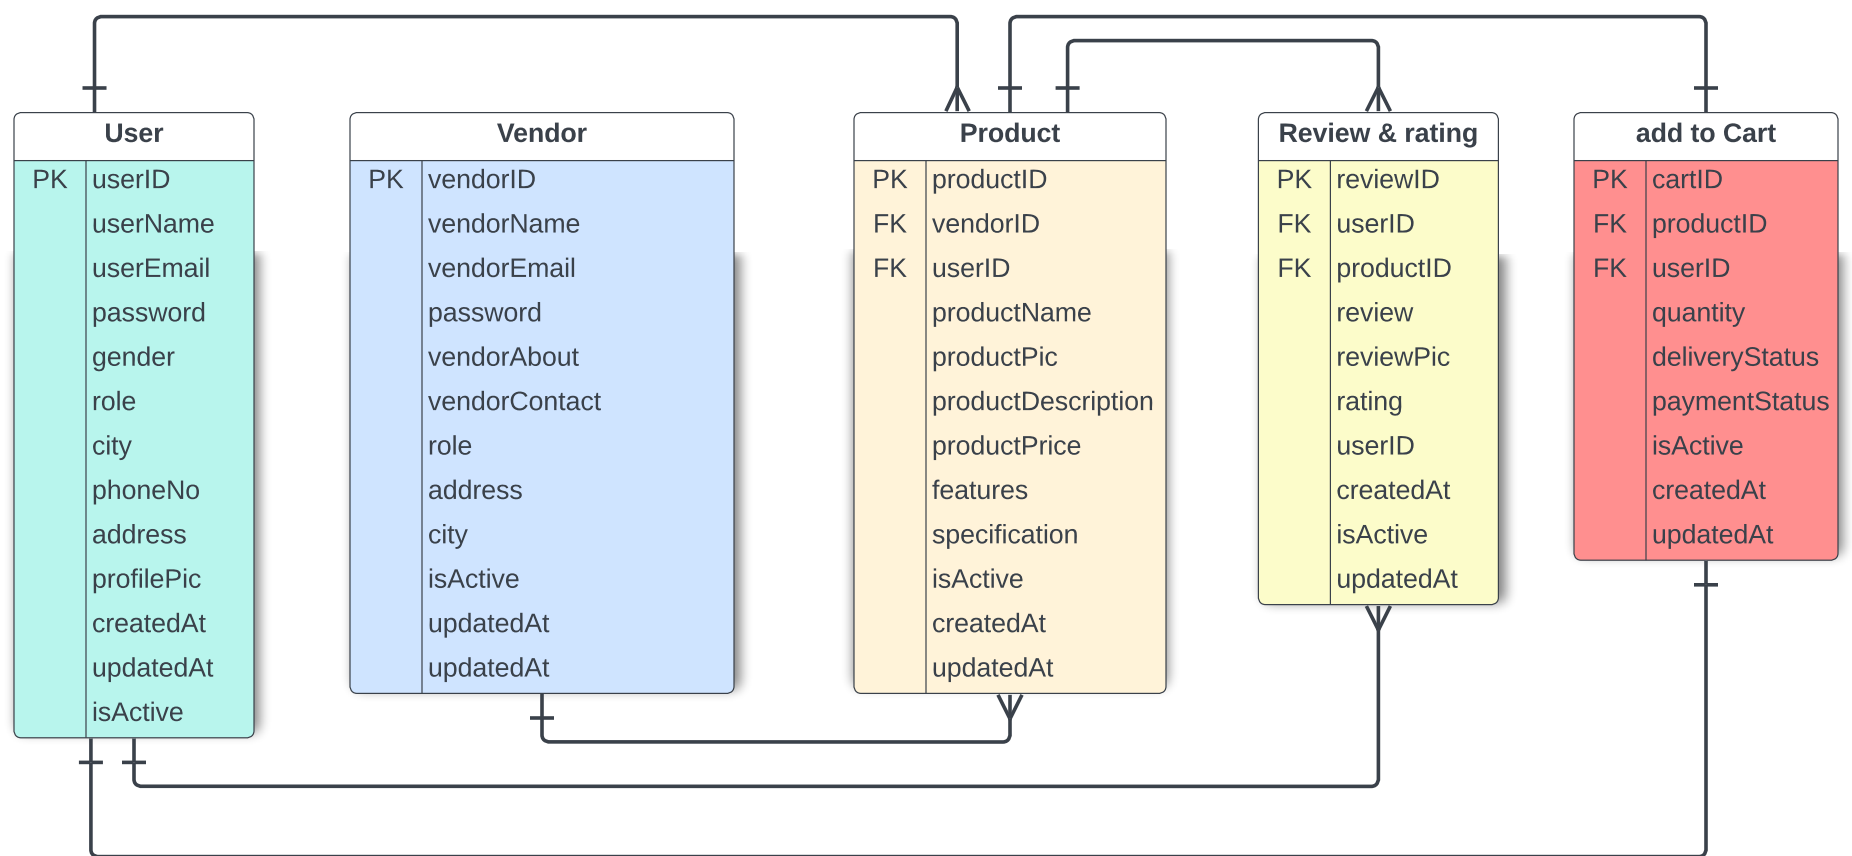 User
PK userID
userName
userEmail
password
gender
role
city
phoneNo
address
profilePic
createdAt
updatedAt
isActive
Vendor
PK vendorID
vendorName
vendorEmail
password
vendorAbout
vendorContact
role
address
city
isActive
updatedAt
updatedAt
Product
PK productID
FK vendorID
FK userID
productName
productPic
productDescription
productPrice
features
specification
isActive
createdAt
updatedAt
Review & rating
PK reviewID
FK userID
FK productID
review
reviewPic
rating
userID
createdAt
isActive
updatedAt
add to Cart
PK cartID
FK productID
FK userID
quantity
deliveryStatus
paymentStatus
isActive
createdAt
updatedAt